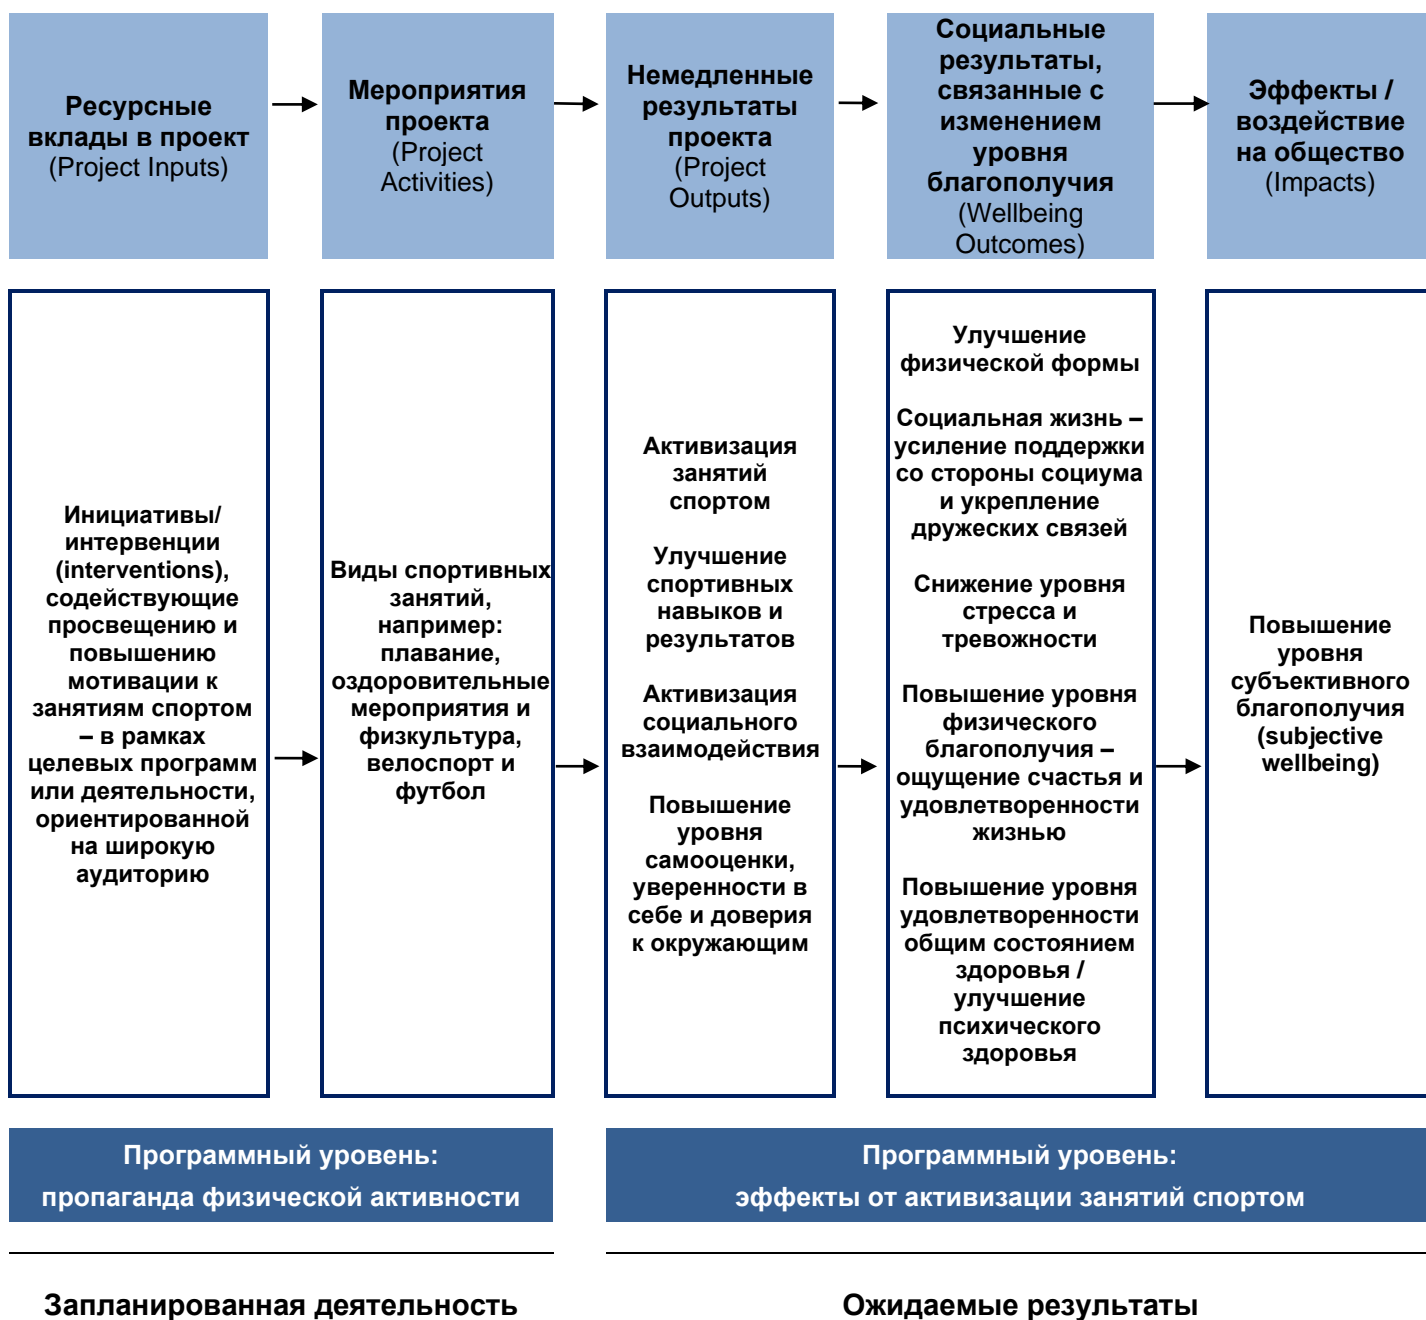 Ресурсные
вклады в проект
(Project Inputs)
Мероприятия
проекта
(Project
Activities)
Немедленные
результаты
проекта
(Project
Outputs)
Социальные
результаты,
связанные с
изменением
уровня
благополучия
(Wellbeing
Outcomes)
Эффекты /
воздействие
на общество
(Impacts)
Инициативы/
интервенции
(interventions),
содействующие
просвещению и
повышению
мотивации к
занятиям спортом
– в рамках
целевых программ
или деятельности,
ориентированной
на широкую
аудиторию
Виды спортивных
занятий,
например:
плавание,
оздоровительные
мероприятия и
физкультура,
велоспорт и
футбол
Активизация
занятий
спортом
Улучшение
спортивных
навыков и
результатов
Активизация
социального
взаимодействия
Повышение
уровня
самооценки,
уверенности в
себе и доверия
к окружающим
Улучшение
физической формы
Социальная жизнь –
усиление поддержки
со стороны социума
и укрепление
дружеских связей
Снижение уровня
стресса и
тревожности
Повышение уровня
физического
благополучия –
ощущение счастья и
удовлетворенности
жизнью
Повышение уровня
удовлетворенности
общим состоянием
здоровья /
улучшение
психического
здоровья
Повышение
уровня
субъективного
благополучия
(subjective
wellbeing)
Программный уровень:
пропаганда физической активности
Программный уровень:
эффекты от активизации занятий спортом
Запланированная деятельность
Ожидаемые результаты